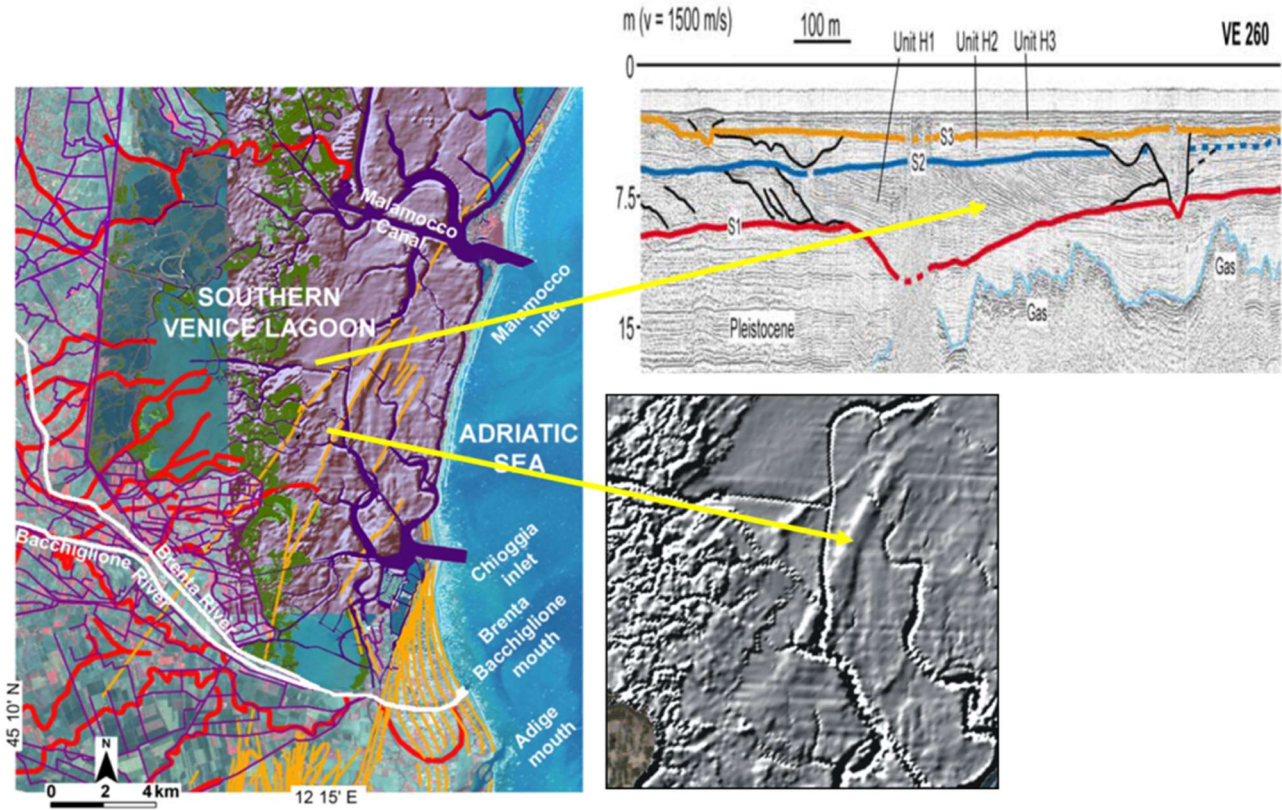 m (v = 1500 m/s)
100 m
Unit H1
Unit H2
Unit H3
VE 260
0
S3
S2
7.5
S1
15
Pleistocene
Gas
Gas
Malamocco
Canal
SOUTHERN
VENICE LAGOON
Malamocco
inlet
ADRIATIC
SEA
Chioggia
inlet
Bacchiglione
River
Brenta River
Brenta
Bacchiglione
mouth
Adige
mouth
45 10' N
N
0 2 4 km
12 15' E